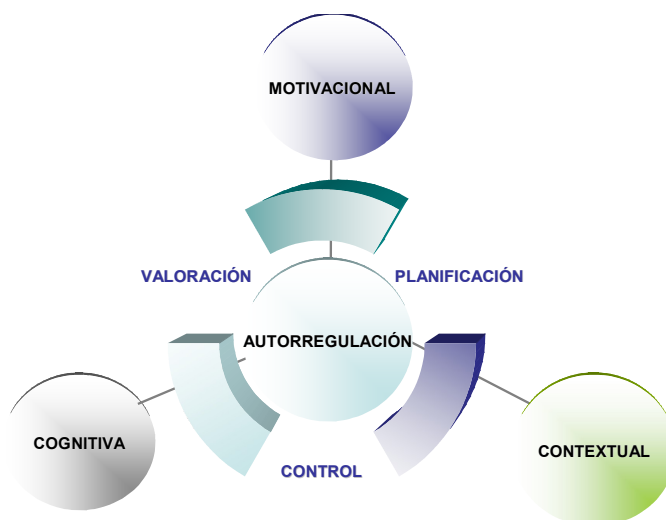 MOTIVACIONAL
VALORACIÓN
PLANIFICACIÓN
AUTORREGULACIÓN
COGNITIVA
CONTROL
CONTEXTUAL